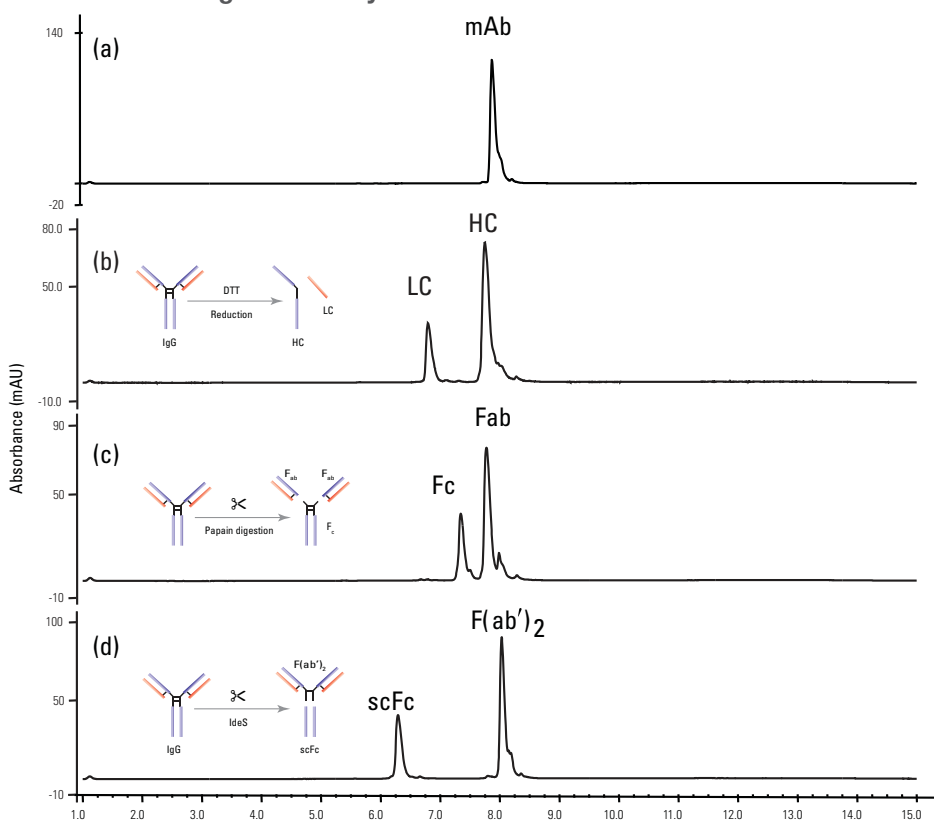 mAb
140
(a)
-20
80.0
HC
(b)
50.0
LC
DTT
Reduction
LC
IgG
HC
-10.0
Absorbance (mAU)
Fab
90
(c)
Fc
Fab
Fab
50
Papain digestion
Fc
-10
F(ab′)2
100
(d)
F(ab′)2
scFc
50
IdeS
IgG
scFc
-10
1.0 2.0 3.0 4.0 5.0 6.0 7.0 8.0 9.0 10.0 11.0 12.0 13.0 14.0 15.0